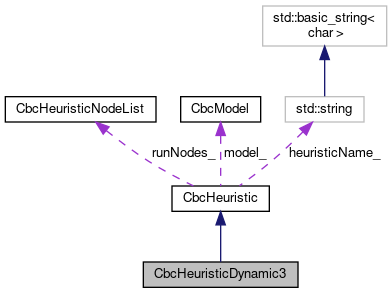 std::basic_string<
char >
CbcHeuristicNodeList
CbcModel
std::string
runNodes_
model_
heuristicName_
CbcHeuristic
CbcHeuristicDynamic3